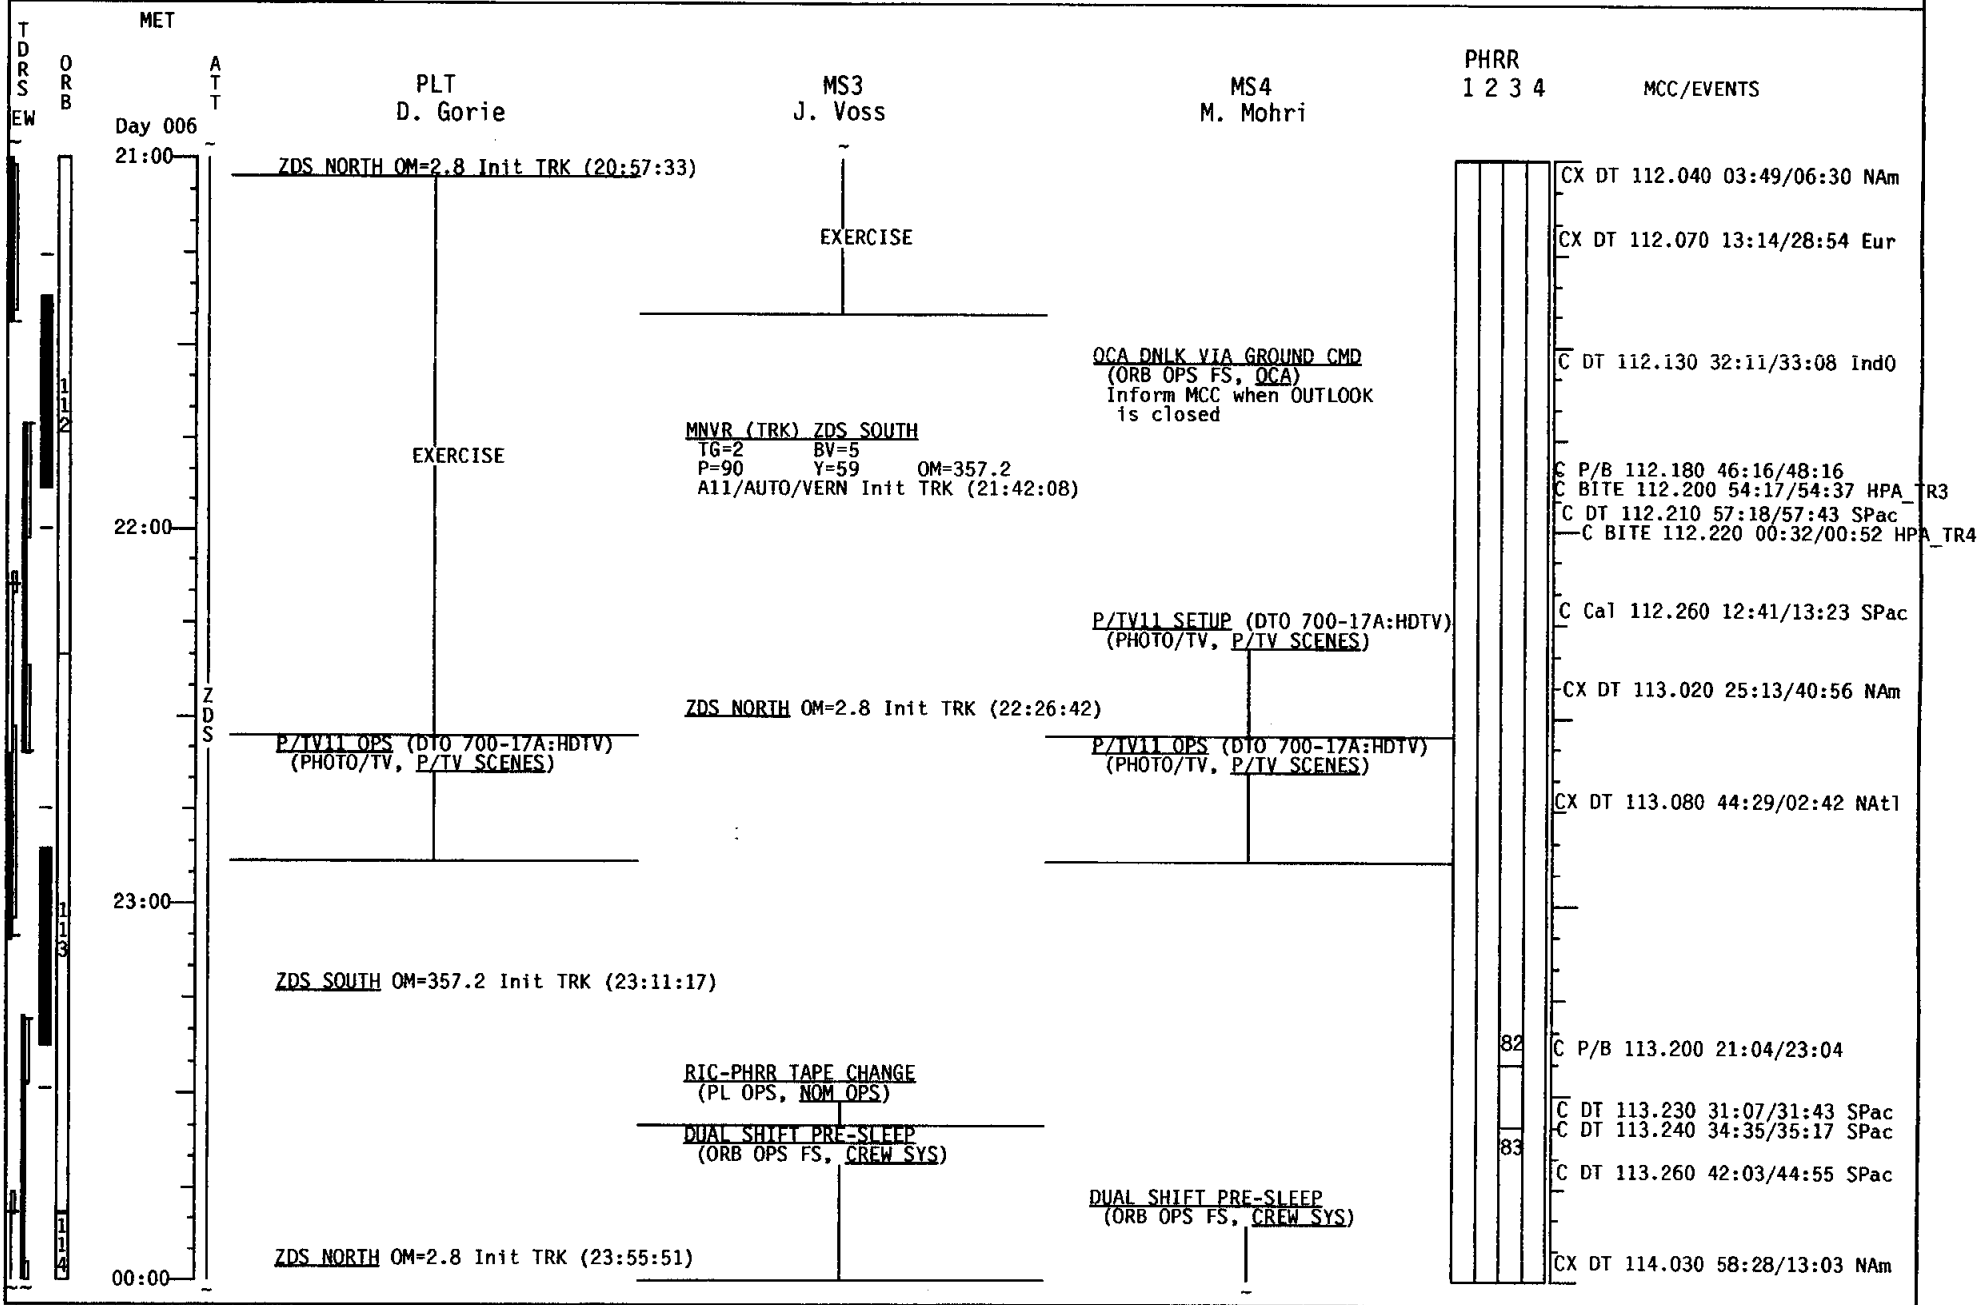 MET
TDRS
ORB
ATT
EW
PLT
D. Gorie
MS3
J. Voss
MS4
M. Mohri
PHRR
1 2 3 4
MCC/EVENTS
Day 006
21:00
ZDS NORTH OM=2.8 Init TRK (20:57:33)
CX DT 112.040 03:49/06:30 NAm
EXERCISE
CX DT 112.070 13:14/28:54 Eur
OCA DNLK VIA GROUND CMD
(ORB OPS FS, OCA)
Inform MCC when OUTLOOK
is closed
C DT 112.130 32:11/33:08 IndO
112
MNVR (TRK) ZDS SOUTH
TG=2 BV=5
P=90 Y=59 OM=357.2
All/AUTO/VERN Init TRK (21:42:08)
EXERCISE
C P/B 112.180 46:16/48:16
C BITE 112.200 54:17/54:37 HPA_TR3
C DT 112.210 57:18/57:43 SPac
22:00
C BITE 112.220 00:32/00:52 HPA_TR4
P/TV11 SETUP (DTO 700-17A:HDTV)
(PHOTO/TV, P/TV SCENES)
C Cal 112.260 12:41/13:23 SPac
ZDS
ZDS NORTH OM=2.8 Init TRK (22:26:42)
CX DT 113.020 25:13/40:56 NAm
P/TV11 OPS (DTO 700-17A:HDTV)
(PHOTO/TV, P/TV SCENES)
P/TV11 OPS (DTO 700-17A:HDTV)
(PHOTO/TV, P/TV SCENES)
CX DT 113.080 44:29/02:42 NAtl
23:00
113
ZDS SOUTH OM=357.2 Init TRK (23:11:17)
82
C P/B 113.200 21:04/23:04
RIC-PHRR TAPE CHANGE
(PL OPS, NOM OPS)
C DT 113.230 31:07/31:43 SPac
DUAL SHIFT PRE-SLEEP
(ORB OPS FS, CREW SYS)
C DT 113.240 34:35/35:17 SPac
83
C DT 113.260 42:03/44:55 SPac
DUAL SHIFT PRE-SLEEP
(ORB OPS FS, CREW SYS)
114
ZDS NORTH OM=2.8 Init TRK (23:55:51)
CX DT 114.030 58:28/13:03 NAm
00:00